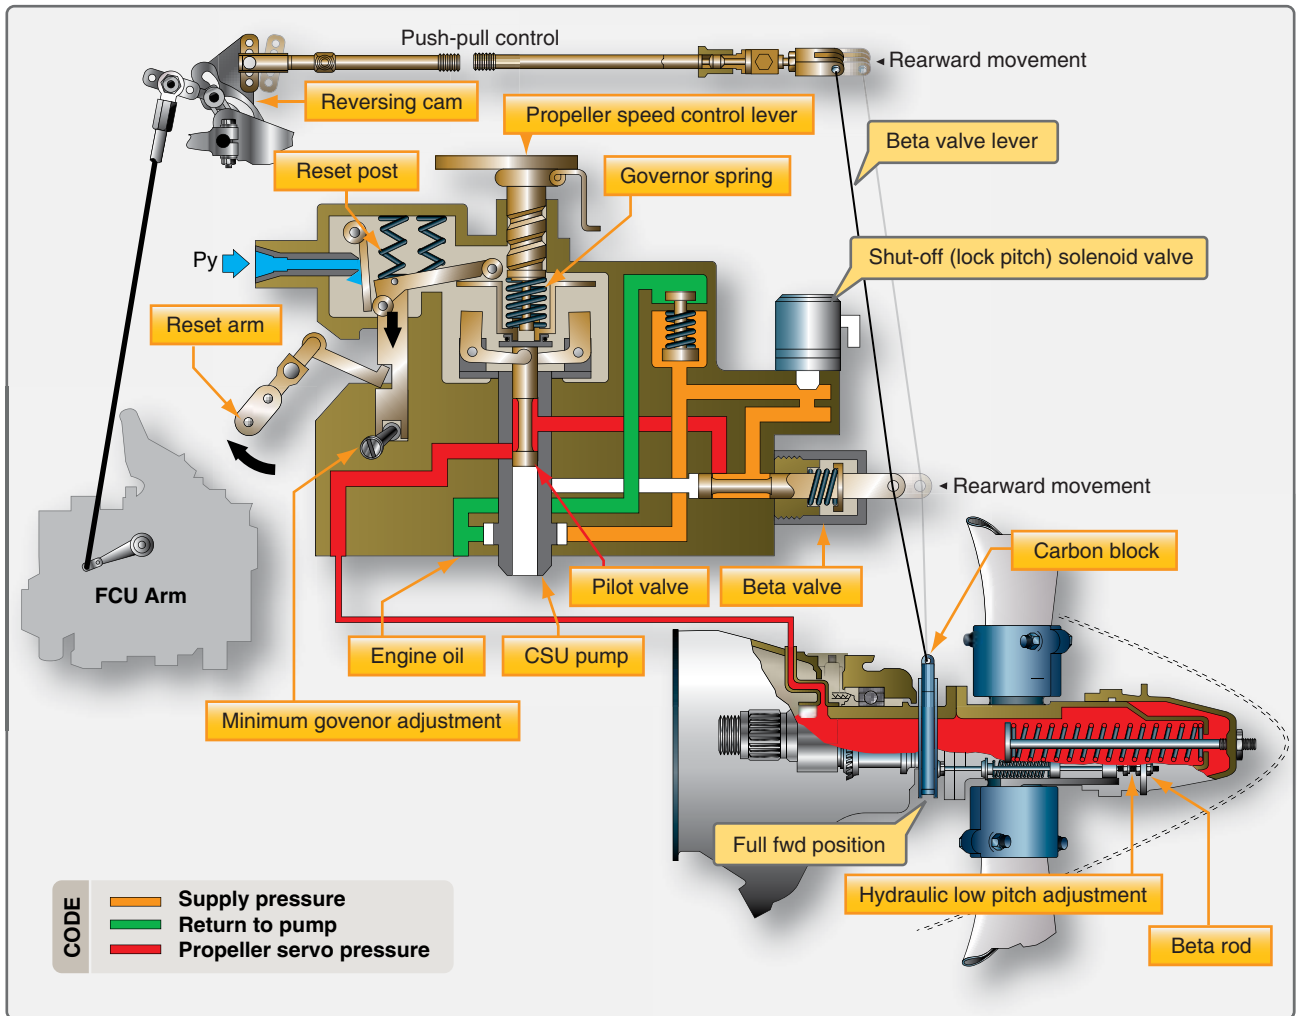 Push-pull control
Rearward movement
Reversing cam
Propeller speed control lever
Beta valve lever
Reset post
Governor spring
Py
Shut-off (lock pitch) solenoid valve
Reset arm
Rearward movement
Carbon block
Pilot valve
Beta valve
FCU Arm
Engine oil
CSU pump
Minimum govenor adjustment
Full fwd position
Hydraulic low pitch adjustment
Beta rod
CODE
Supply pressure
Return to pump
Propeller servo pressure